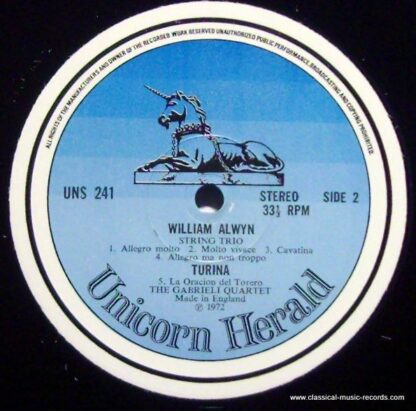 ALL RIGHTS OF THE MANUFACTURERS AND OWNER OF THE RECORDED WORK RESERVED UNAUTHORIZED PUBLIC PERFORMANCE, BROADCASTING AND COPYING PROHIBITED.
UNS 241
STEREO SIDE 2
33⅓ RPM
WILLIAM ALWYN
STRING TRIO
1. Allegro molto 2. Molto vivace 3. Cavatina
4. Allegro ma non troppo
TURINA
5. La Oracion del Torero
THE GABRIELI QUARTET
Made in England
℗ 1972
Unicorn Herald
www.classical-music-records.com